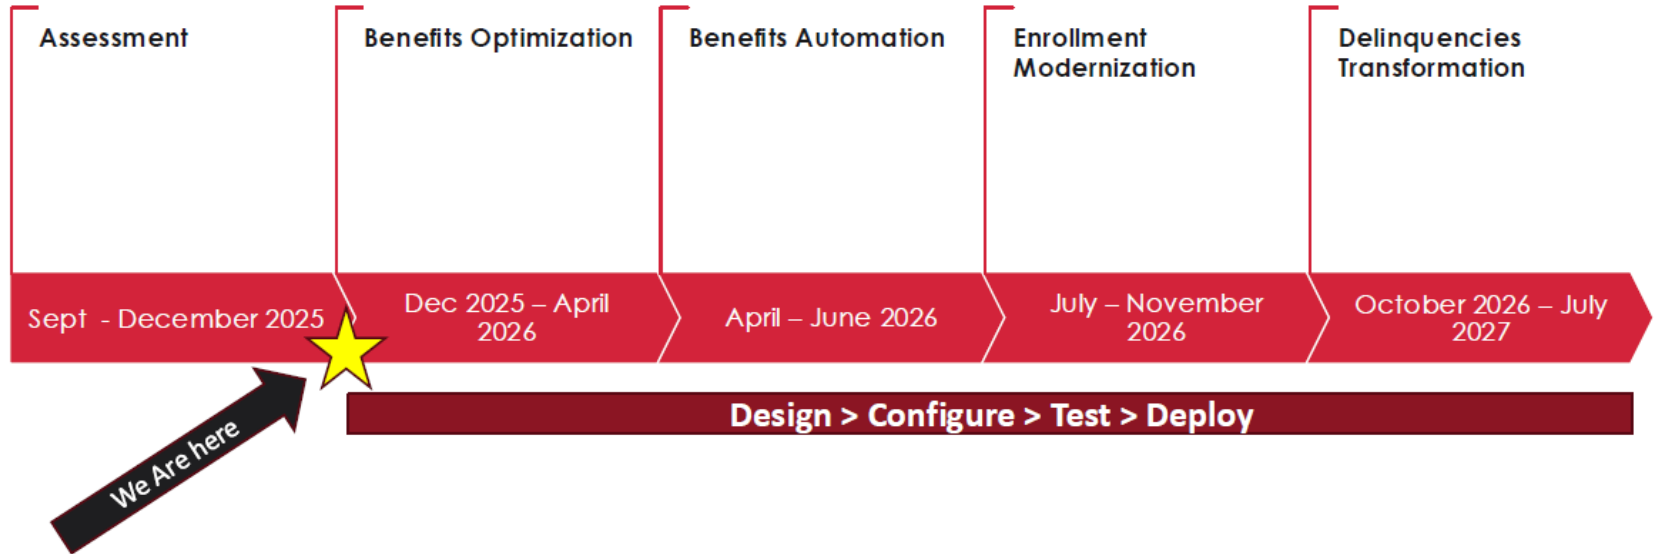 Assessment
Benefits Optimization
Benefits Automation
Enrollment
Modernization
Delinquencies
Transformation
Sept - December 2025
Dec 2025 – April
2026
April – June 2026
July – November
2026
October 2026 – July
2027
We Are here
Design > Configure > Test > Deploy